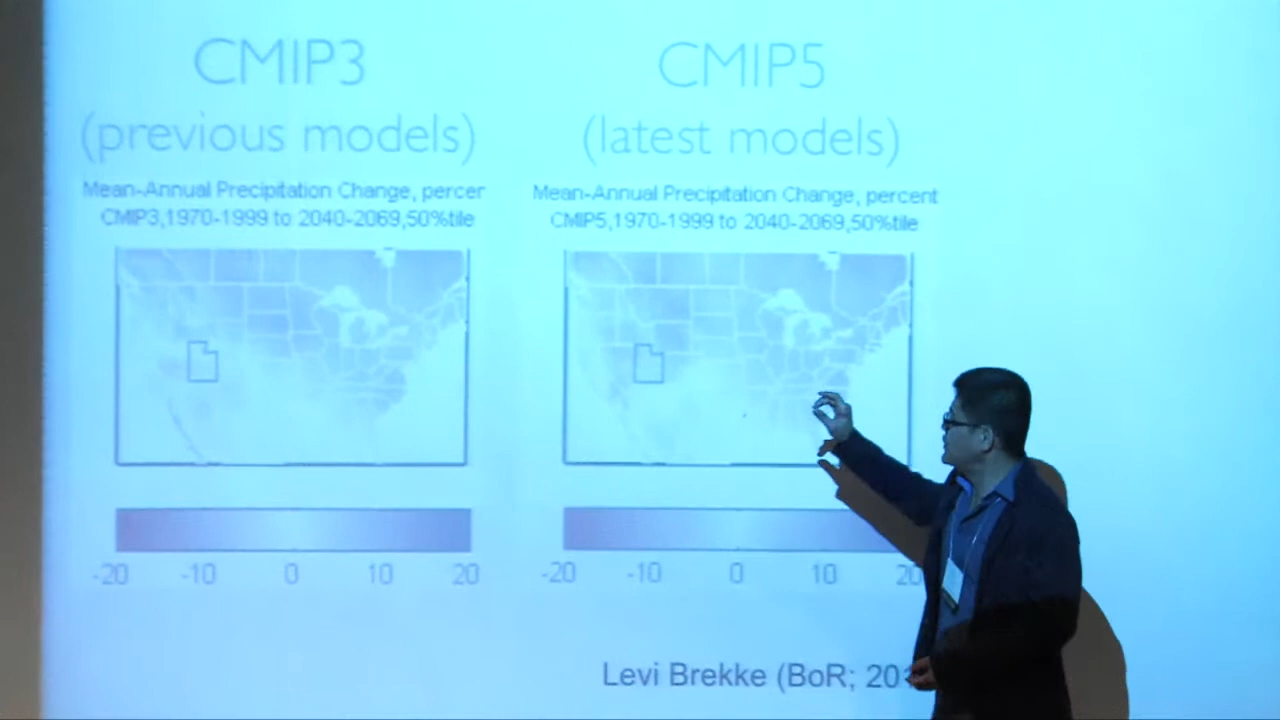 CMIP3
(previous models)
Mean-Annual Precipitation Change, percen
CMIP3,1970-1999 to 2040-2069,50%tile
-20 -10 0 10 20
CMIP5
(latest models)
Mean-Annual Precipitation Change, percent
CMIP5,1970-1999 to 2040-2069,50%tile
-20 -10 0 10 20
Levi Brekke (BoR; 20